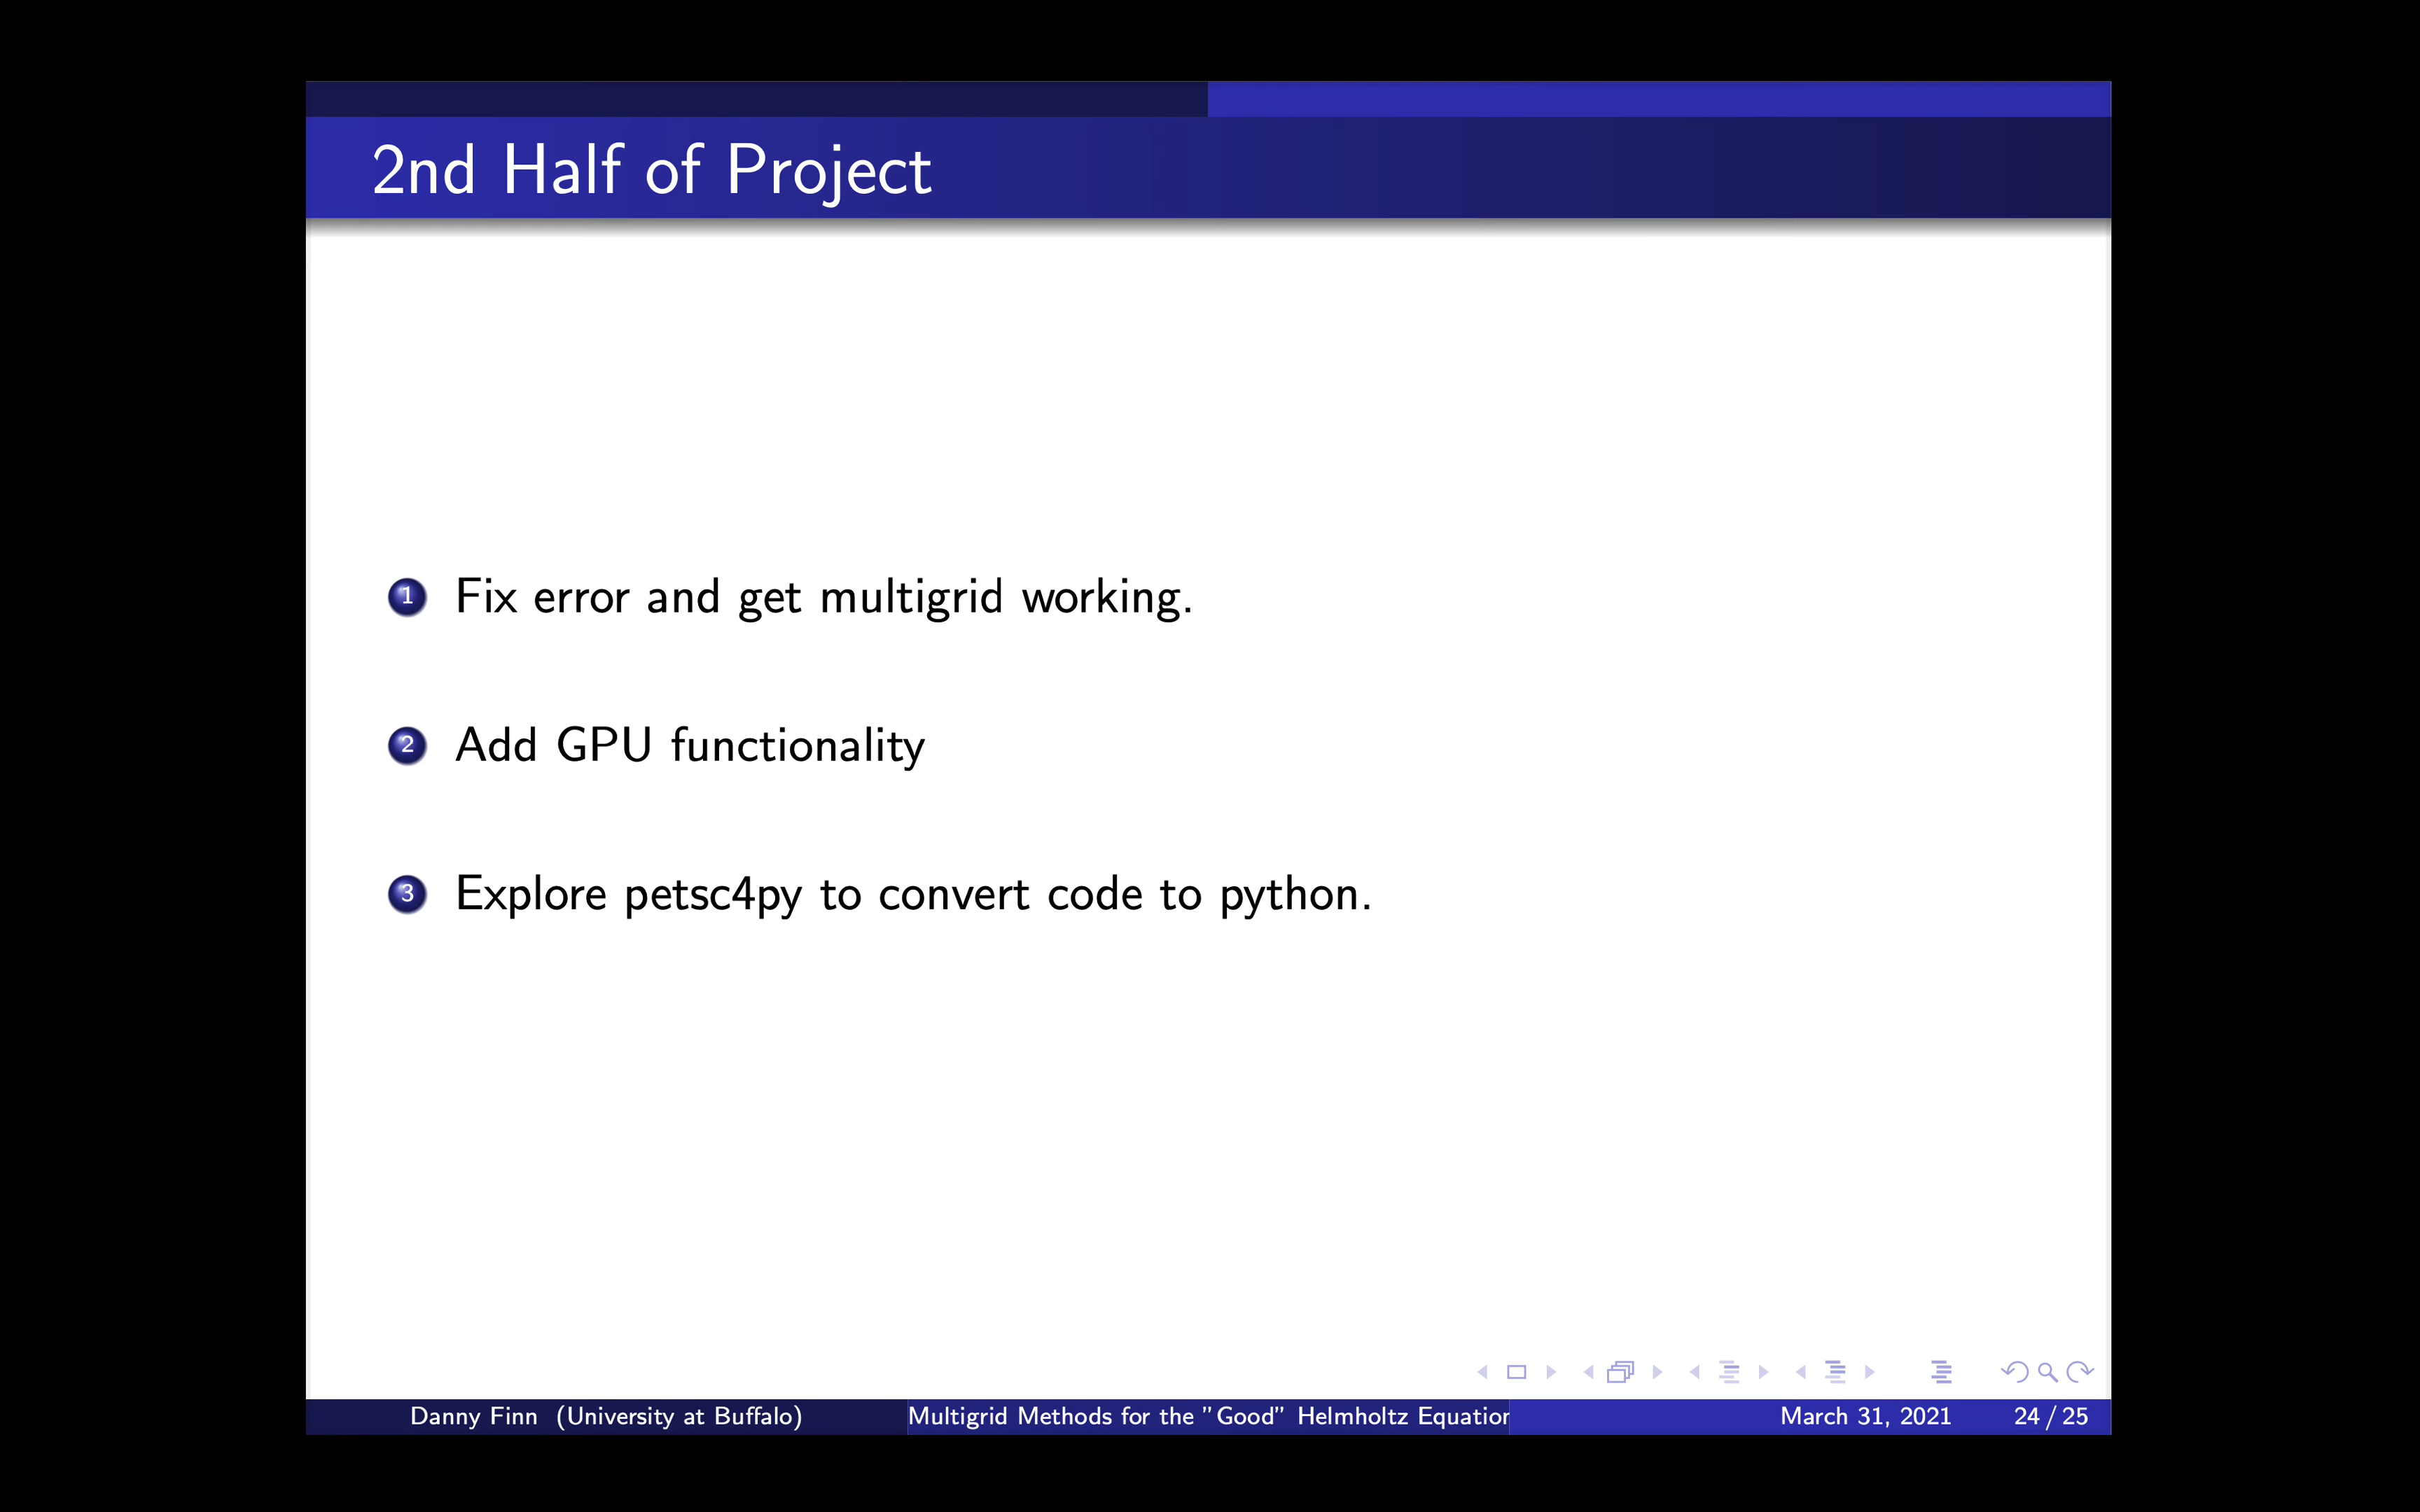 2nd Half of Project
1 Fix error and get multigrid working.
2 Add GPU functionality
3 Explore petsc4py to convert code to python.
Danny Finn (University at Buffalo) Multigrid Methods for the ”Good” Helmholtz Equation March 31, 2021 24 / 25